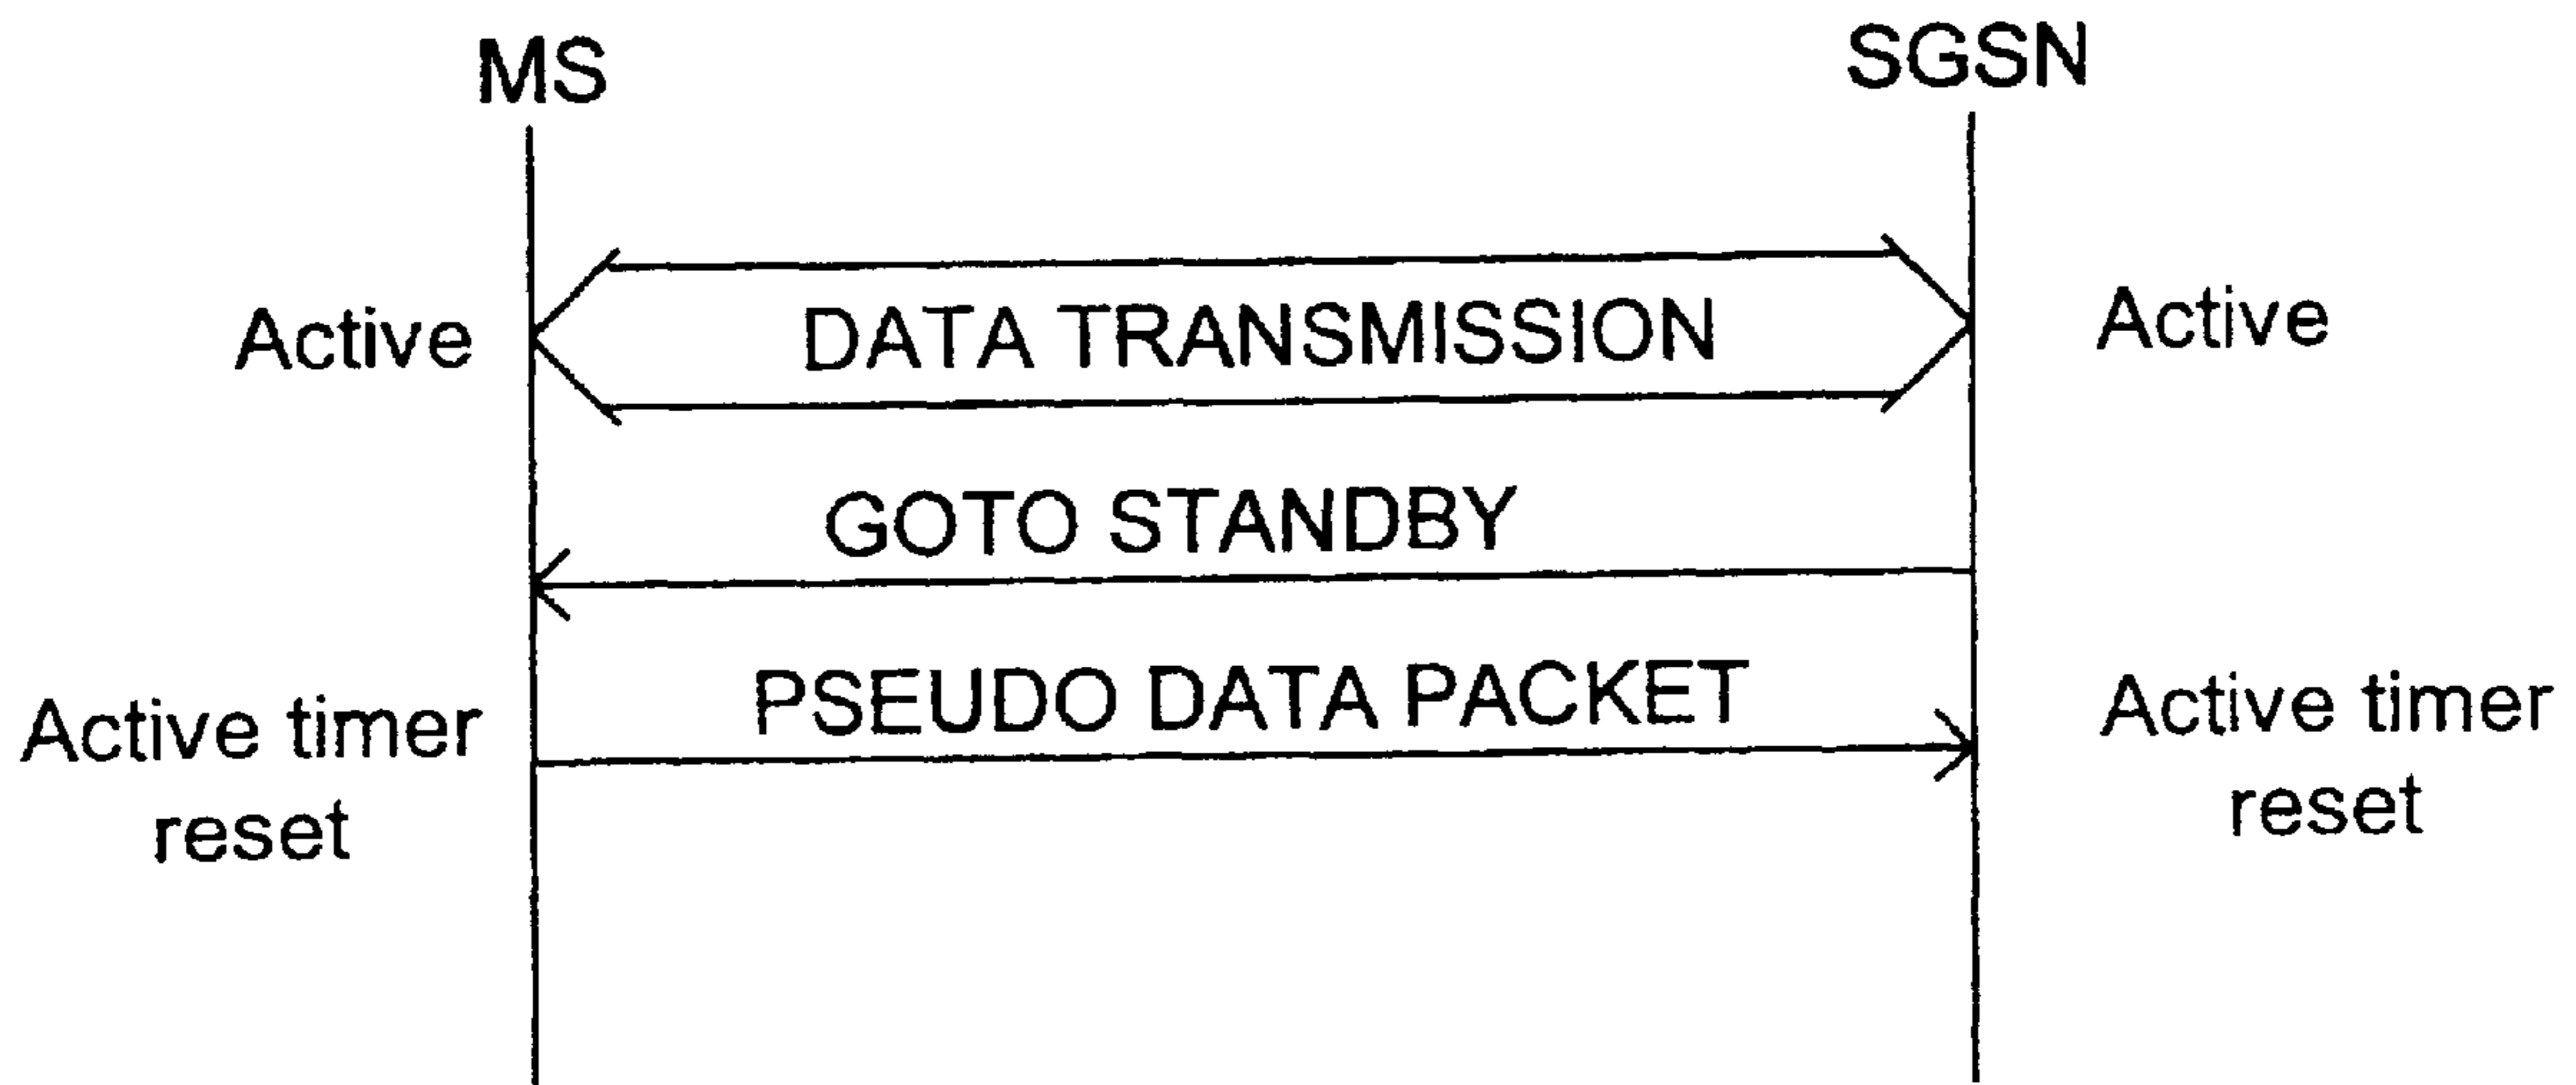 MS
SGSN
Active
DATA TRANSMISSION
Active
GOTO STANDBY
PSEUDO DATA PACKET
Active timer
reset
Active timer
reset